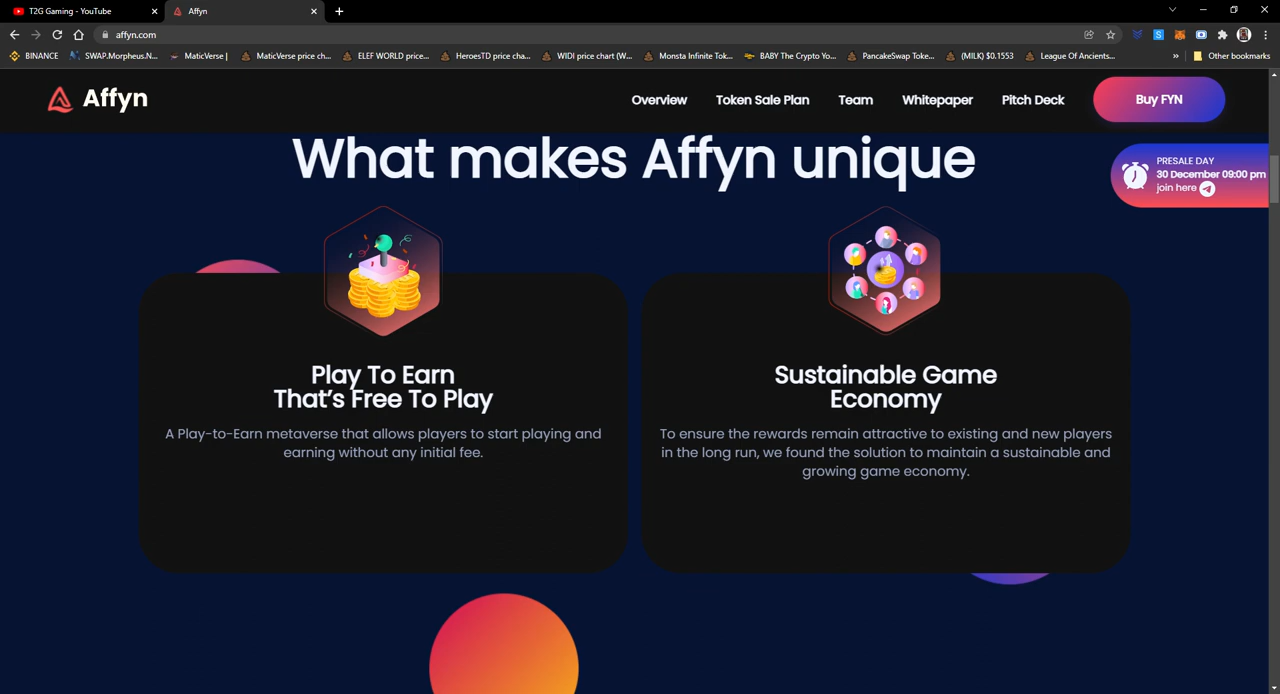 T2G Gaming - YouTube
Affyn
affyn.com
BINANCE
SWAP.Morpheus.N...
MaticVerse |
MaticVerse price ch...
ELEF WORLD price...
HeroesTD price cha...
WIDI price chart (W...
Monsta Infinite Tok...
BABY The Crypto Yo...
PancakeSwap Toke...
(MILK) $0.1553
League Of Ancients...
»
Other bookmarks
Affyn
Overview
Token Sale Plan
Team
Whitepaper
Pitch Deck
Buy FYN
What makes Affyn unique
PRESALE DAY
30 December 09:00 pm
join here
Play To Earn
That's Free To Play
A Play-to-Earn metaverse that allows players to start playing and
earning without any initial fee.
Sustainable Game
Economy
To ensure the rewards remain attractive to existing and new players
in the long run, we found the solution to maintain a sustainable and
growing game economy.